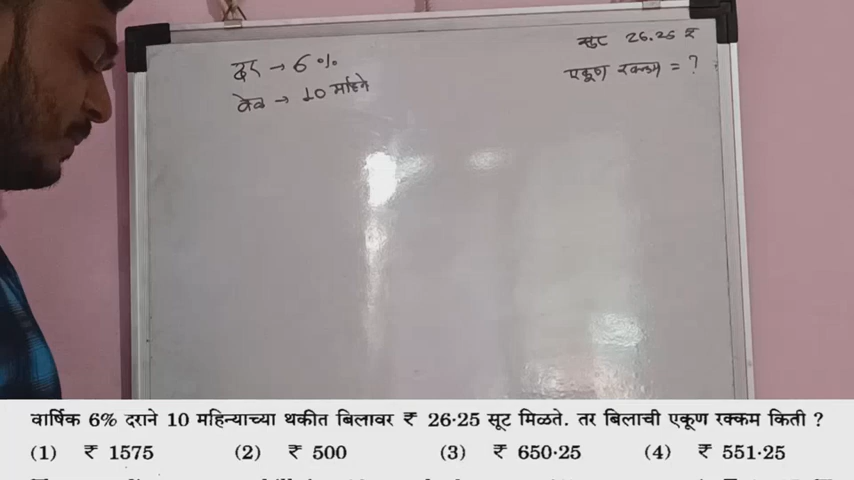 दर → 6 %
सुट 26.25 रु
वेळ → 10 महिने
एकूण रक्कम = ?
वार्षिक 6% दराने 10 महिन्याच्या थकीत बिलावर ₹ 26·25 सूट मिळते. तर बिलाची एकूण रक्कम किती ?
(1) ₹ 1575 (2) ₹ 500 (3) ₹ 650·25 (4) ₹ 551·25